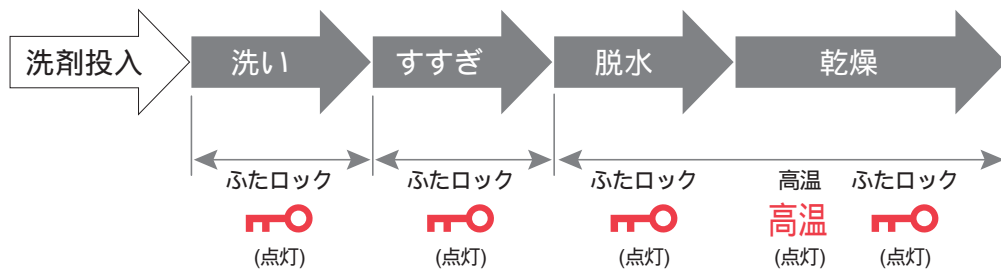 洗剤投入 洗い すすぎ 脱水 乾燥
ふたロック ふたロック ふたロック 高温 ふたロック
高温
(点灯) (点灯) (点灯) (点灯) (点灯)